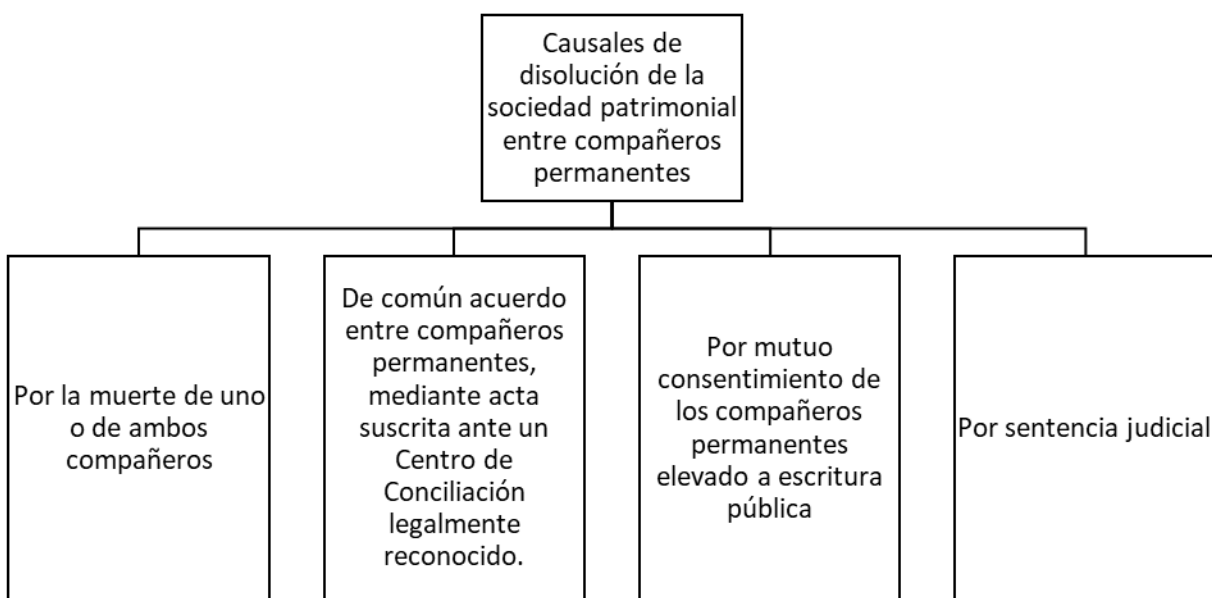 Causales de
disolución de la
sociedad patrimonial
entre compañeros
permanentes
Por la muerte de uno
o de ambos
compañeros
De común acuerdo
entre compañeros
permanentes,
mediante acta
suscrita ante un
Centro de
Conciliación
legalmente
reconocido.
Por mutuo
consentimiento de
los compañeros
permanentes
elevado a escritura
pública
Por sentencia judicial